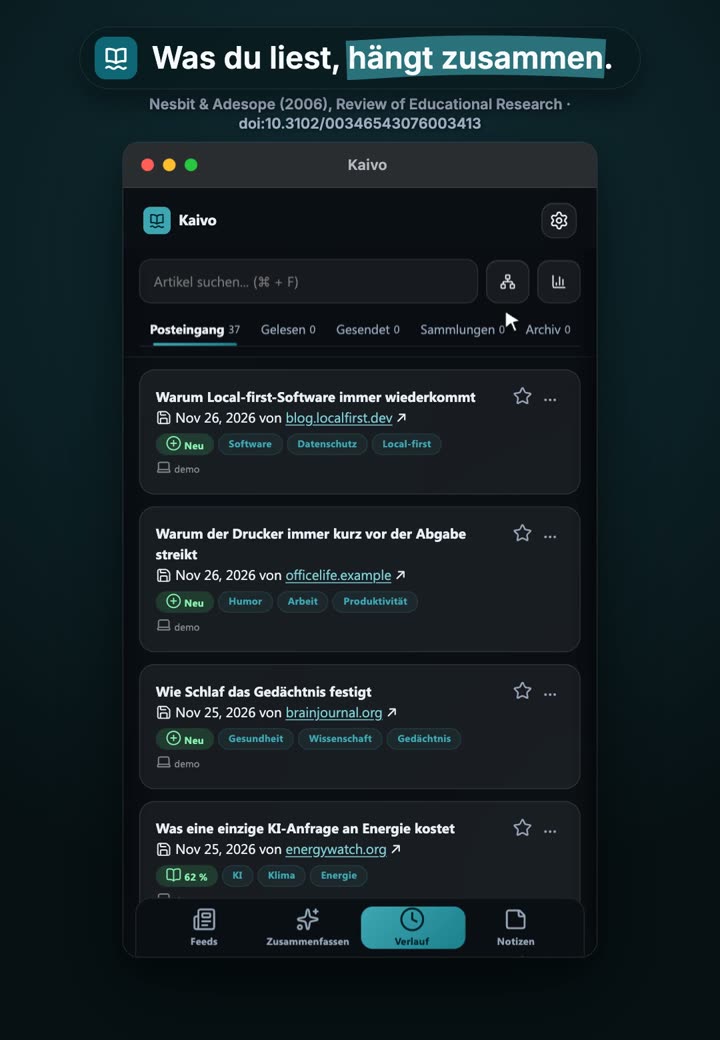 Was du liest, hängt zusammen.
Nesbit & Adesope (2006), Review of Educational Research ·
doi:10.3102/00346543076003413
Kaivo
Kaivo
Artikel suchen... (⌘ + F)
Posteingang 37 Gelesen 0 Gesendet 0 Sammlungen 0 Archiv 0
Warum Local-first-Software immer wiederkommt
Nov 26, 2026 von blog.localfirst.dev ↗
Neu Software Datenschutz Local-first
demo
Warum der Drucker immer kurz vor der Abgabe
streikt
Nov 26, 2026 von officelife.example ↗
Neu Humor Arbeit Produktivität
demo
Wie Schlaf das Gedächtnis festigt
Nov 25, 2026 von brainjournal.org ↗
Neu Gesundheit Wissenschaft Gedächtnis
demo
Was eine einzige KI-Anfrage an Energie kostet
Nov 25, 2026 von energywatch.org ↗
62 % KI Klima Energie
Feeds Zusammenfassen Verlauf Notizen